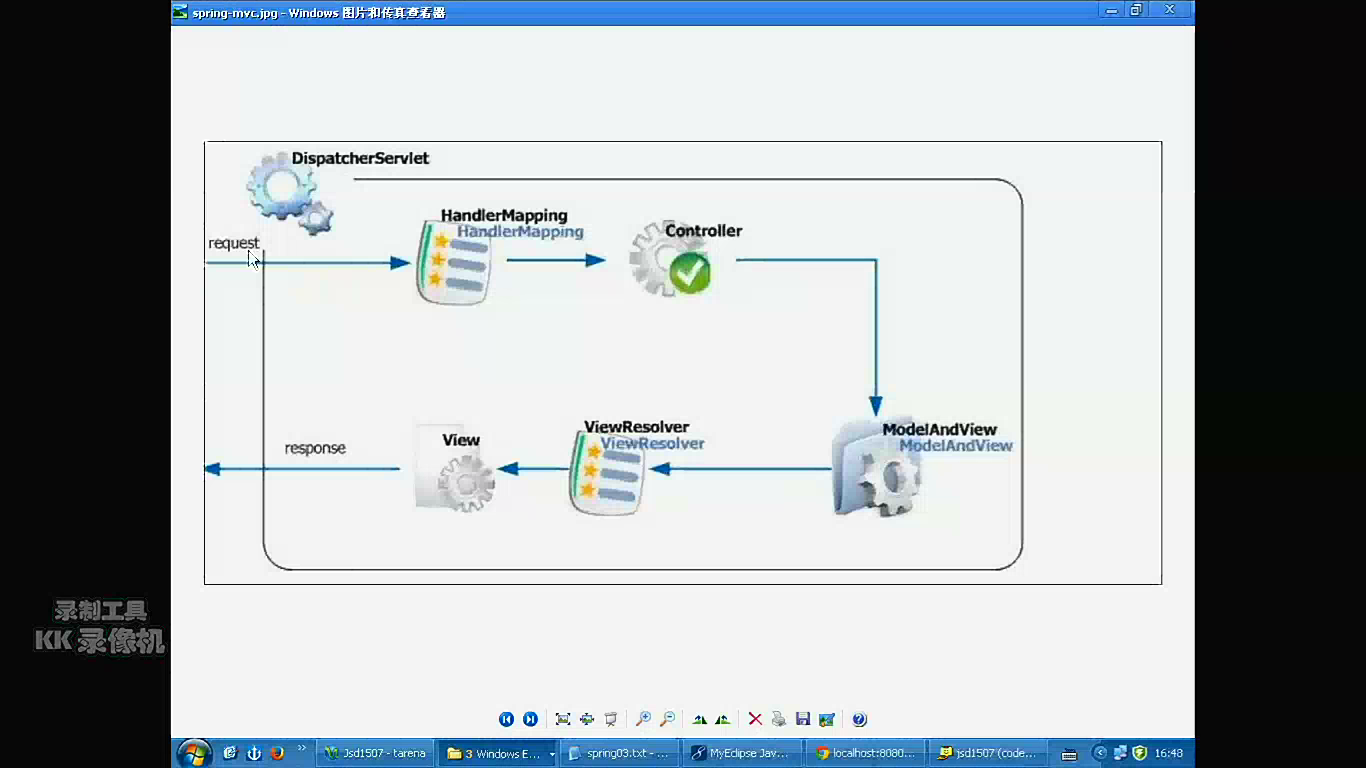 spring-mvc.jpg - Windows 图片和传真查看器
DispatcherServlet
HandlerMapping
HandlerMapping
Controller
request
ModelAndView
ModelAndView
ViewResolver
ViewResolver
View
response
录制工具
KK 录像机
Jsd1507 - tarena
3 Windows E...
spring03.txt - ...
MyEclipse Jav...
localhost:8080...
jsd1507 (code...
16:48